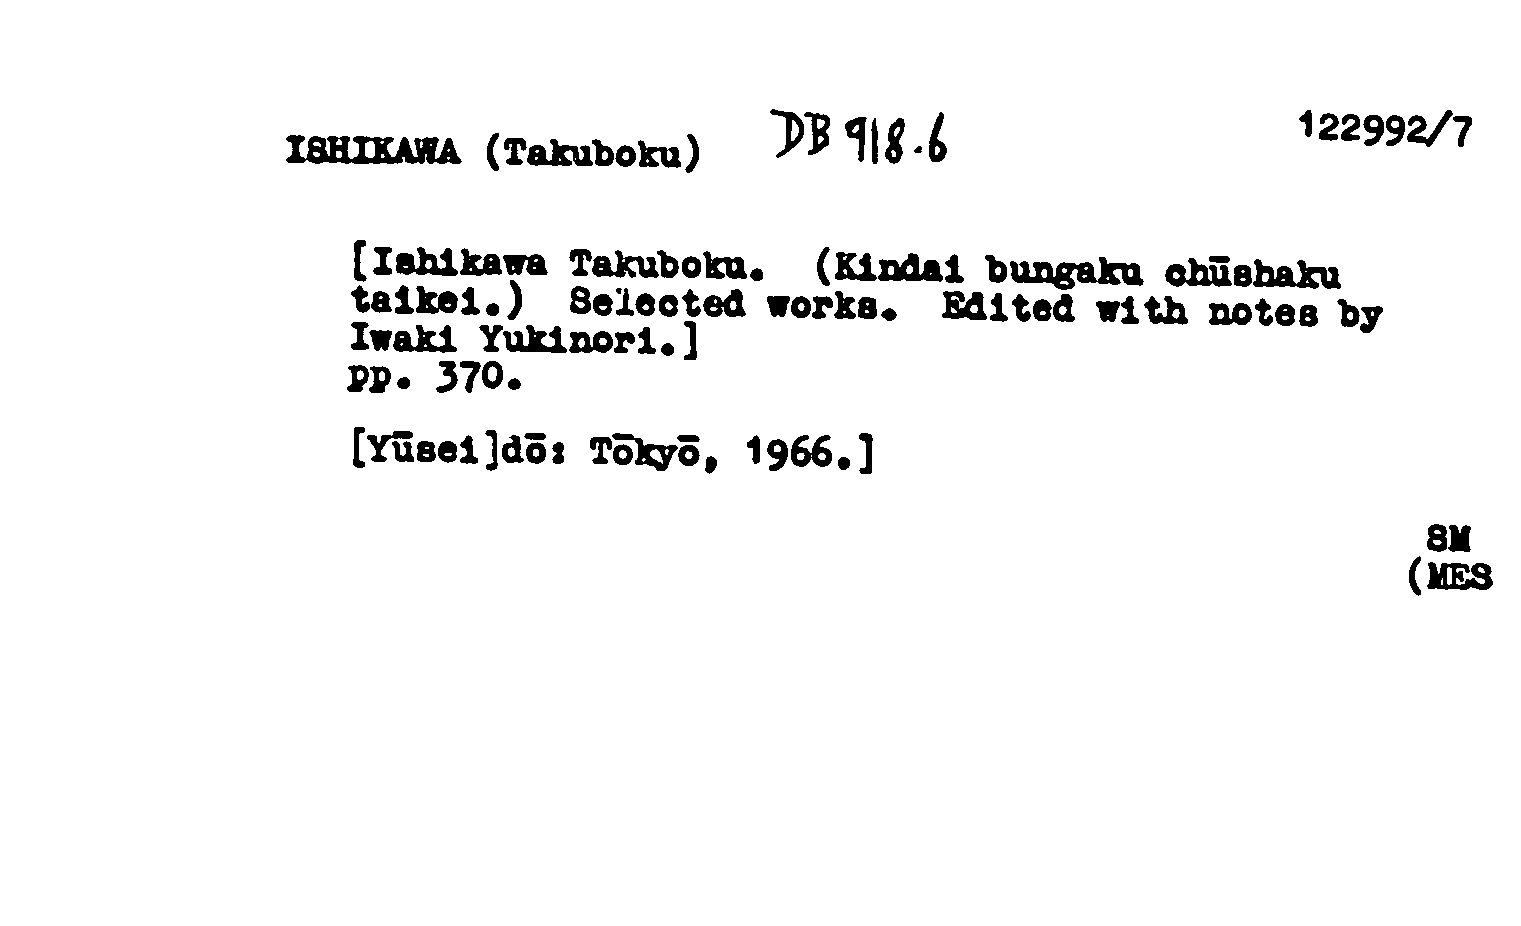 ISHIKAWA (Takuboku) DB 918.6 122992/7
[Ishikawa Takuboku. (Kindai bungaku chūshaku
taikei.) Selected works. Edited with notes by
Iwaki Yukinori.]
pp. 370.
[Yūsei]dō: Tōkyō, 1966.]
SM
(MES